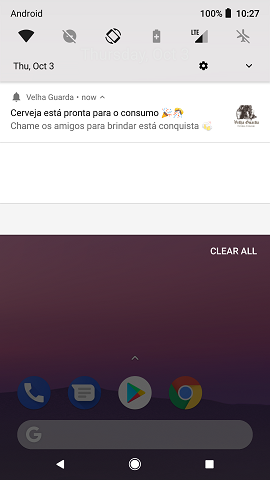 Android 100% 10:27
LTE
Thu, Oct 3
Velha Guarda • now
Cerveja está pronta para o consumo 🎉🎊
Chame os amigos para brindar está conquista 👏
Velha Guarda
CLEAR ALL
G